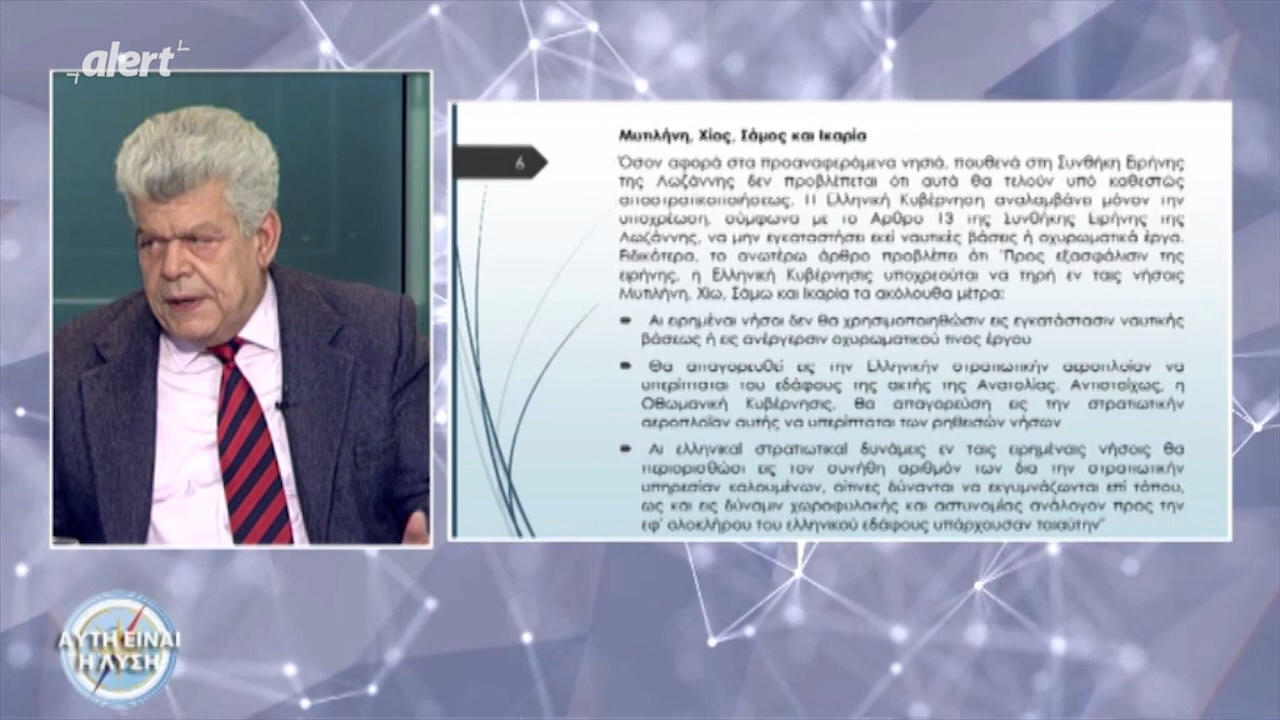 alert
6
Μυτιλήνη, Χίος, Σάμος και Ικαρία
Όσον αφορά στα προαναφερόμενα νησιά, πουθενά στη Συνθήκη Ειρήνης
της Λωζάννης δεν προβλέπεται ότι αυτά θα τελούν υπό καθεστώς
αποστρατικοποιήσεως. Η Ελληνική Κυβέρνηση αναλαμβάνει μόνον την
υποχρέωση, σύμφωνα με το Άρθρο 13 της Συνθήκης Ειρήνης της
Λωζάννης, να μην εγκαταστήσει εκεί ναυτικές βάσεις ή οχυρωματικά έργα.
Ειδικότερα, το ανωτέρω άρθρο προβλέπει ότι "Προς εξασφάλισιν της
ειρήνης, η Ελληνική Κυβέρνησις υποχρεούται να τηρή εν ταις νήσοις
Μυτιλήνη, Χίω, Σάμω και Ικαρία τα ακόλουθα μέτρα:
Αι ειρημέναι νήσοι δεν θα χρησιμοποιηθώσιν εις εγκατάστασιν ναυτικής
βάσεως ή εις ανέργερσιν οχυρωματικού τινος έργου
Θα απαγορευθεί εις την Ελληνικήν στρατιωτικήν αεροπλοΐαν να
υπερίπταται του εδάφους της ακτής της Ανατολίας. Αντιστοίχως, η
Οθωμανική Κυβέρνησις, θα απαγορεύση εις την στρατιωτικήν
αεροπλοΐαν αυτής να υπερίπταται των ρηθεισών νήσων
Αι ελληνικαί στρατιωτικαί δυνάμεις εν ταις ειρημέναις νήσοις θα
περιορισθώσι εις τον συνήθη αριθμόν των δια την στρατιωτικήν
υπηρεσίαν καλουμένων, οίτινες δύνανται να εκγυμνάζωνται επί τόπου,
ως και εις δύναμιν χωροφυλακής και αστυνομίας ανάλογον προς την
εφ' ολοκλήρου του ελληνικού εδάφους υπάρχουσαν τοιαύτην"
ΑΥΤΗ ΕΙΝΑΙ
Η ΛΥΣΗ